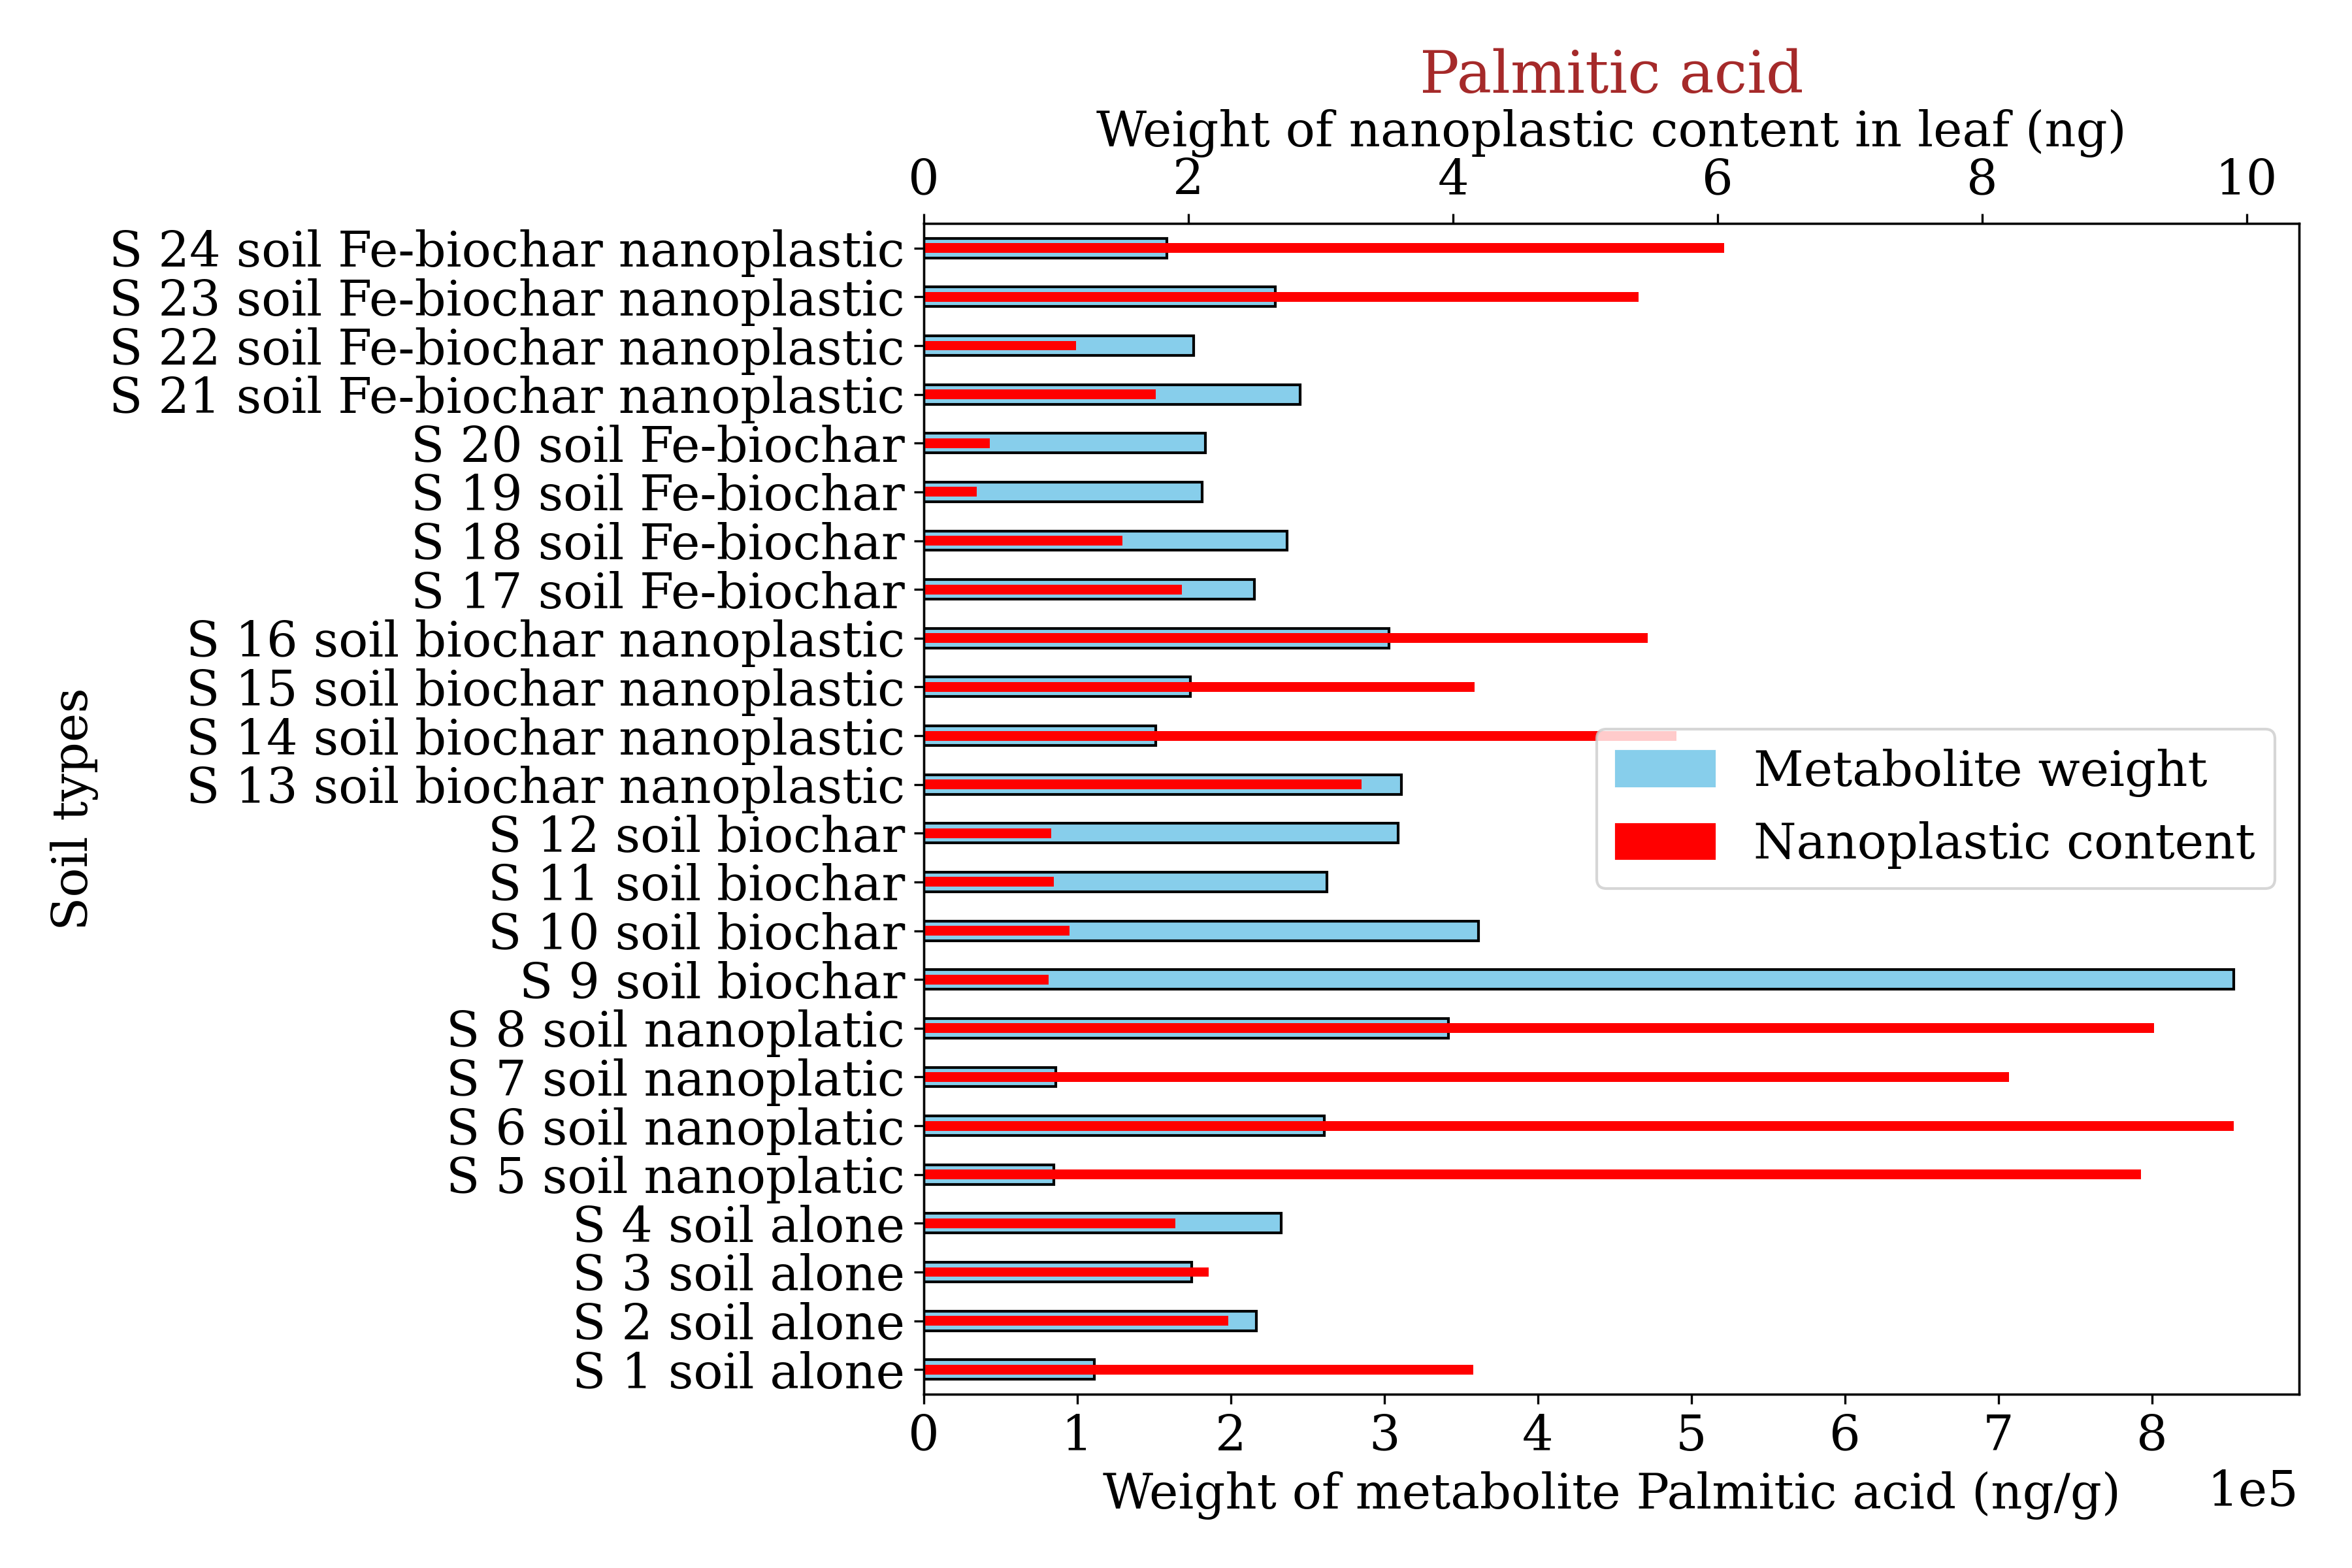 Palmitic acid
Weight of nanoplastic content in leaf (ng)
0 2 4 6 8 10
S 24 soil Fe-biochar nanoplastic
S 23 soil Fe-biochar nanoplastic
S 22 soil Fe-biochar nanoplastic
S 21 soil Fe-biochar nanoplastic
S 20 soil Fe-biochar
S 19 soil Fe-biochar
S 18 soil Fe-biochar
S 17 soil Fe-biochar
S 16 soil biochar nanoplastic
S 15 soil biochar nanoplastic
S 14 soil biochar nanoplastic
S 13 soil biochar nanoplastic
S 12 soil biochar
S 11 soil biochar
S 10 soil biochar
S 9 soil biochar
S 8 soil nanoplatic
S 7 soil nanoplatic
S 6 soil nanoplatic
S 5 soil nanoplatic
S 4 soil alone
S 3 soil alone
S 2 soil alone
S 1 soil alone
Soil types
Metabolite weight
Nanoplastic content
0 1 2 3 4 5 6 7 8
Weight of metabolite Palmitic acid (ng/g)
1e5